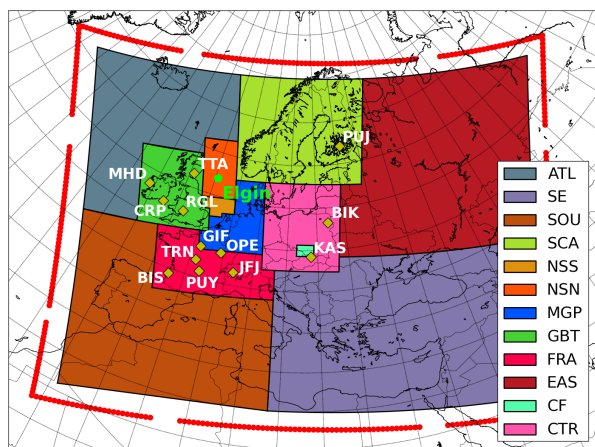 PUJ
TTA
MHD
Elgin
CRP
RGL
BIK
GIF
OPE
KAS
TRN
JFJ
BIS
PUY
ATL
SE
SOU
SCA
NSS
NSN
MGP
GBT
FRA
EAS
CF
CTR